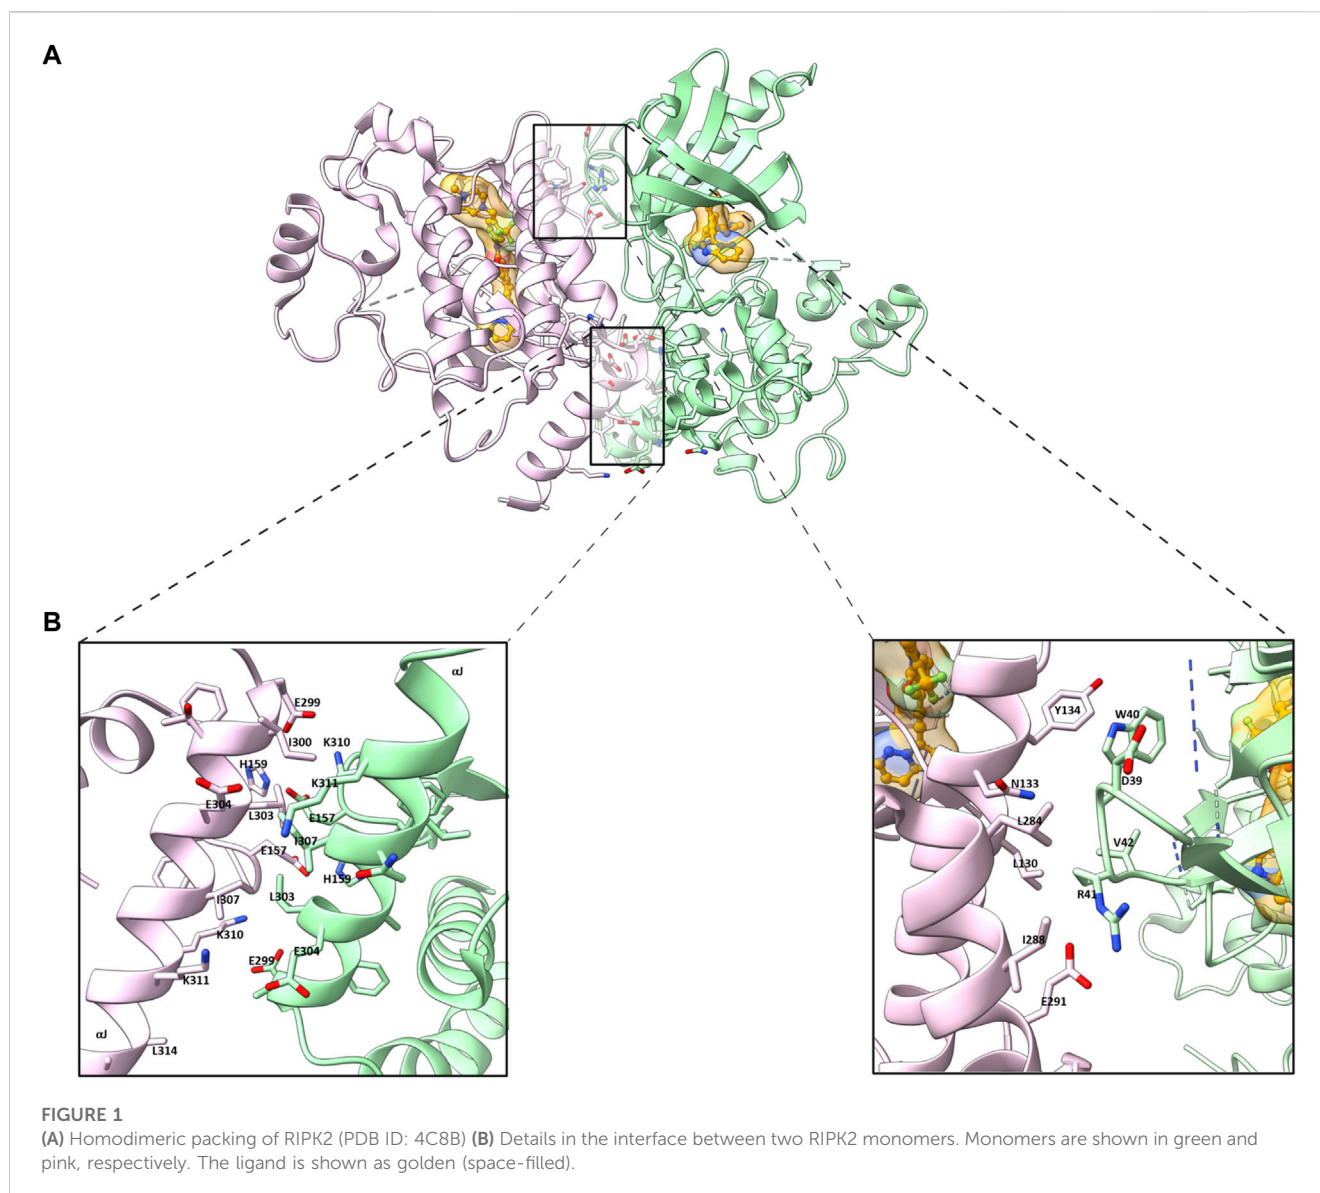 A
B
αJ
E299
I300
K310
H159
K311
E304
L303
E157
I307
E157
H159
L303
I307
K310
E304
E299
K311
αJ
L314
Y134
W40
D39
N133
L284
V42
L130
R41
I288
E291
FIGURE 1
(A) Homodimeric packing of RIPK2 (PDB ID: 4C8B) (B) Details in the interface between two RIPK2 monomers. Monomers are shown in green and
pink, respectively. The ligand is shown as golden (space-filled).